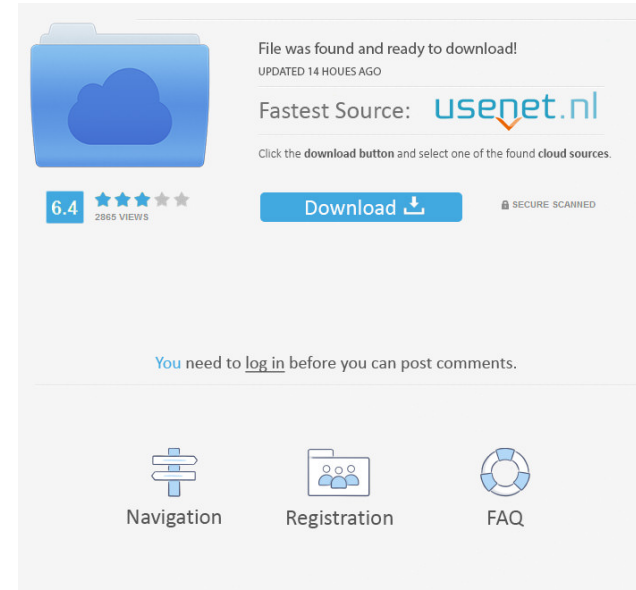 File was found and ready to download!
UPDATED 14 HOUES AGO
Fastest Source: usenet.nl
Click the download button and select one of the found cloud sources.
6.4
2865 VIEWS
Download
SECURE SCANNED
You need to log in before you can post comments.
Navigation
Registration
FAQ